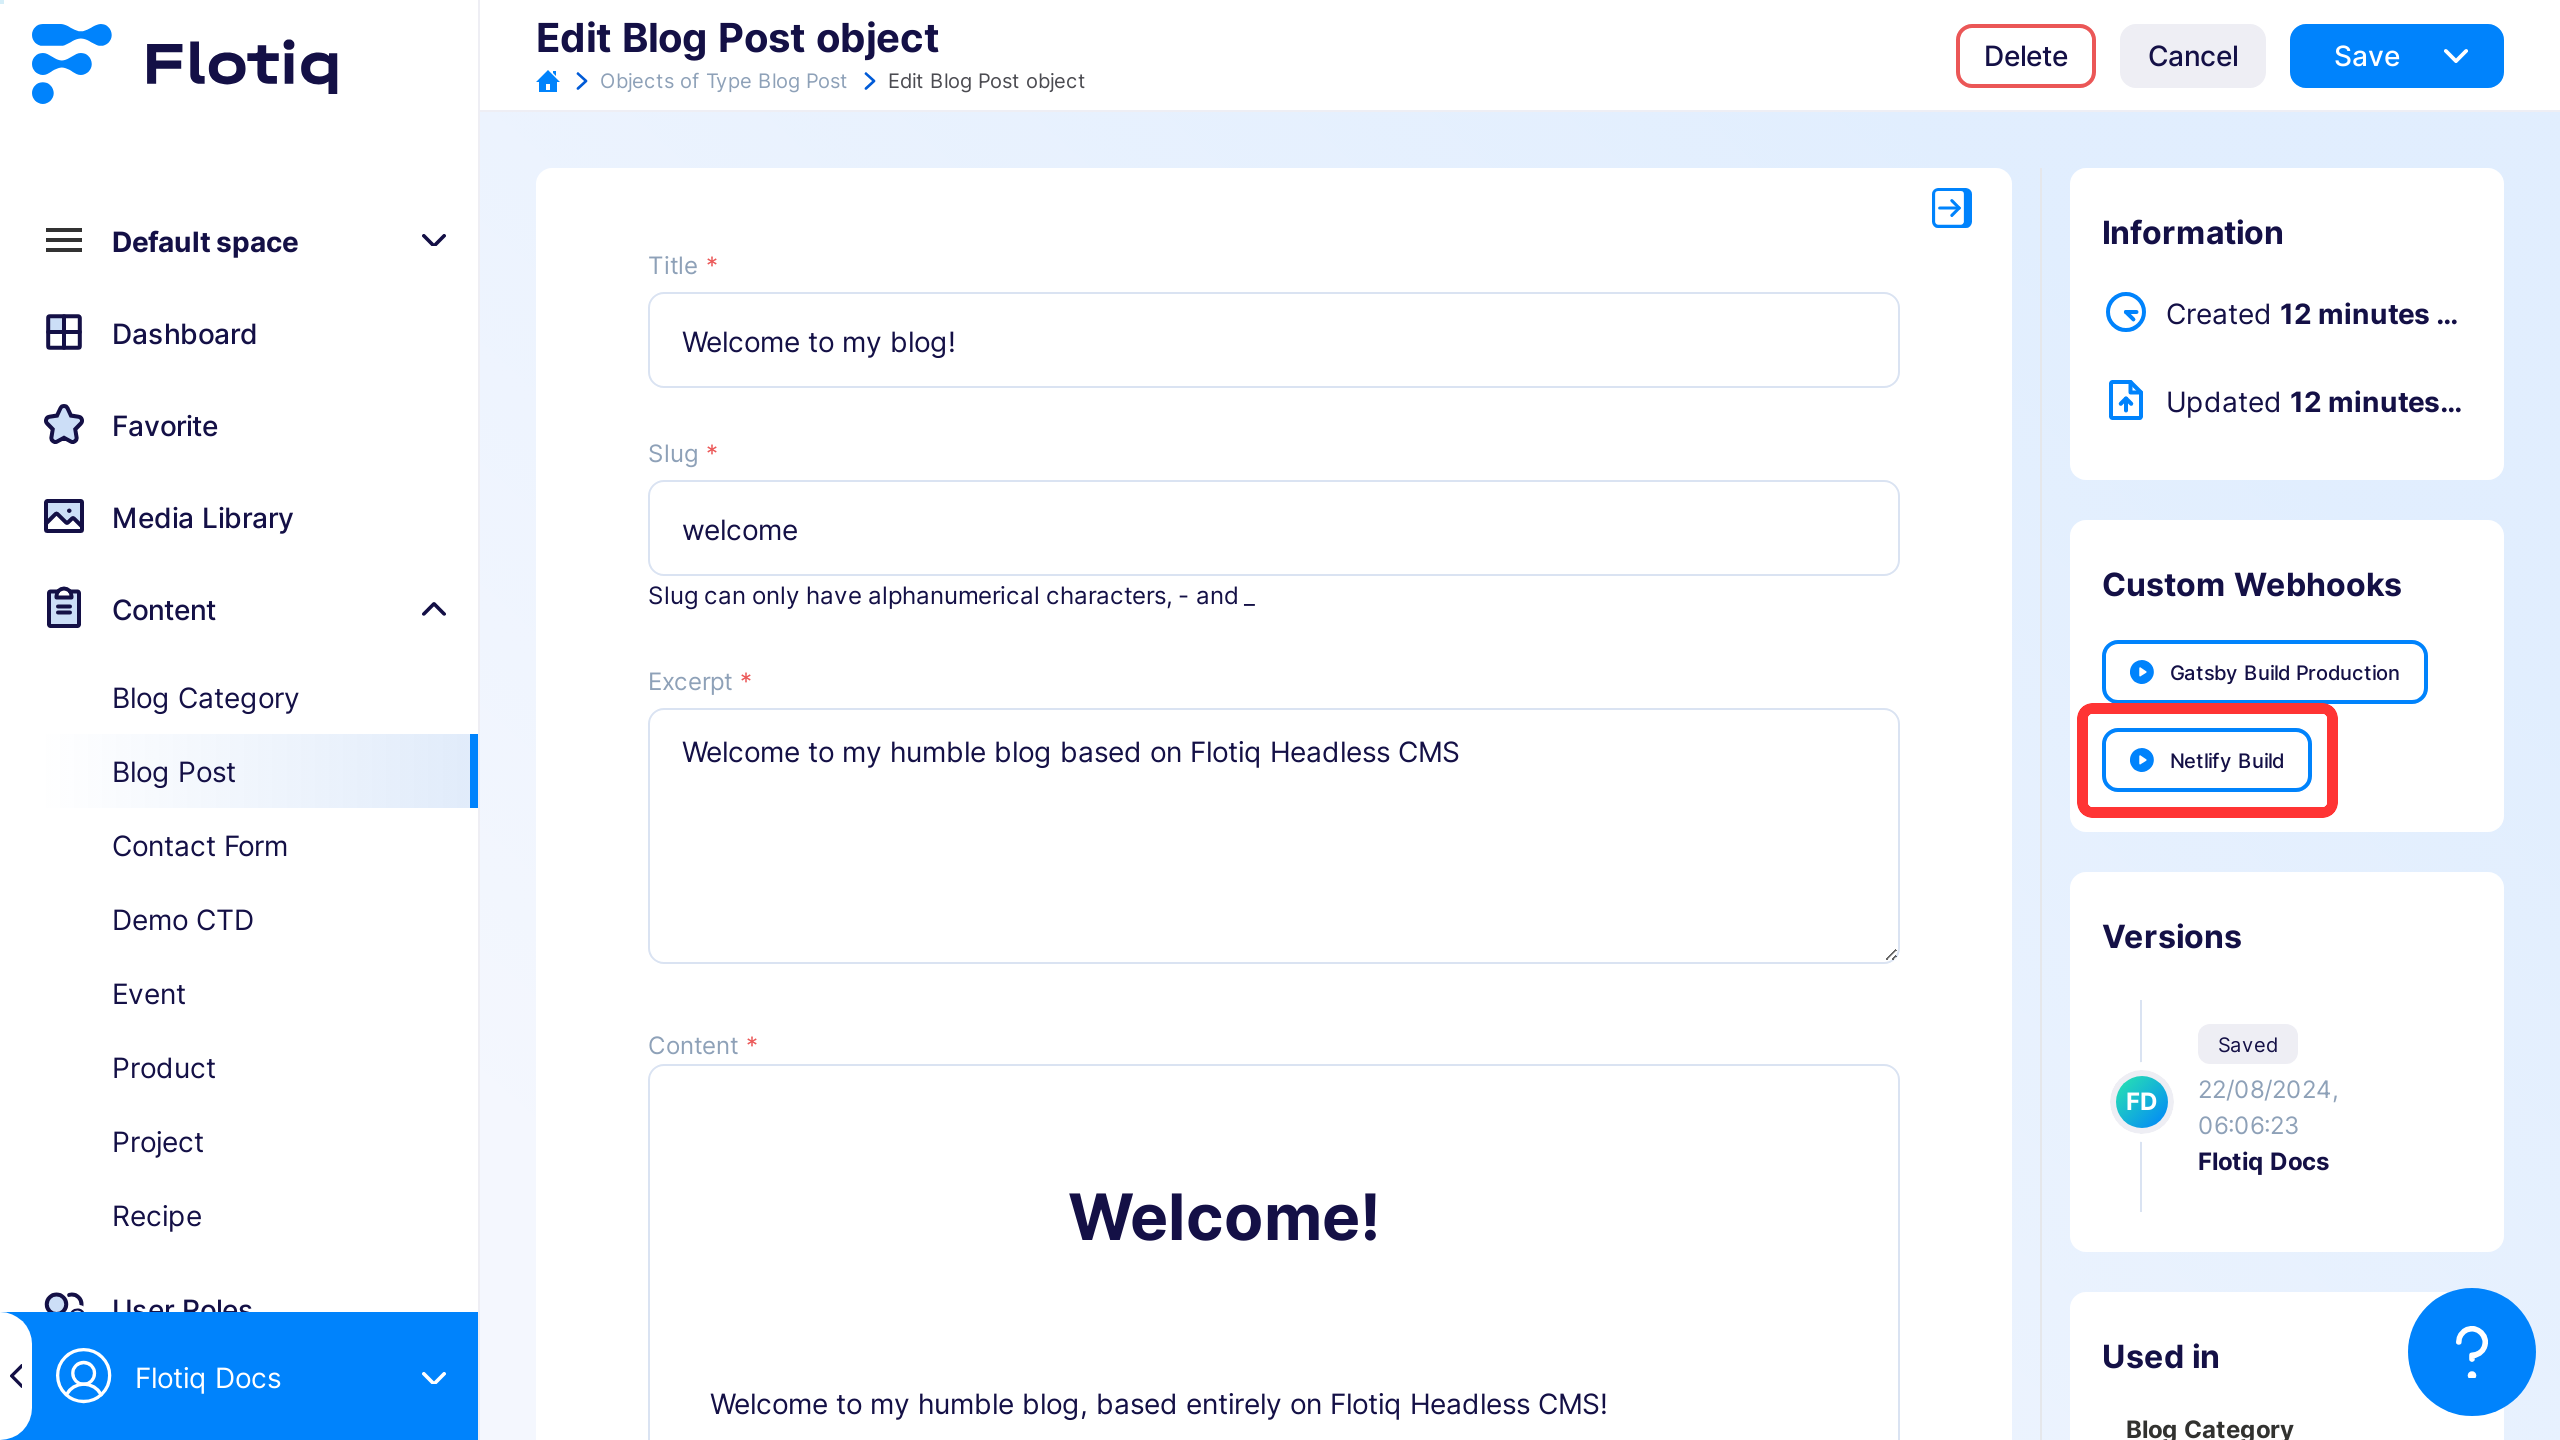 Flotiq
Default space
Dashboard
Favorite
Media Library
Content
Blog Category
Blog Post
Contact Form
Demo CTD
Event
Product
Project
Recipe
User Roles
Flotiq Docs
Edit Blog Post object
Objects of Type Blog Post
Edit Blog Post object
Delete
Cancel
Save
Title *
Welcome to my blog!
Slug *
welcome
Slug can only have alphanumerical characters, - and _
Excerpt *
Welcome to my humble blog based on Flotiq Headless CMS
Content *
Welcome!
Welcome to my humble blog, based entirely on Flotiq Headless CMS!
Information
Created 12 minutes ...
Updated 12 minutes...
Custom Webhooks
Gatsby Build Production
Netlify Build
Versions
Saved
FD
22/08/2024,
06:06:23
Flotiq Docs
Used in
Blog Category
?